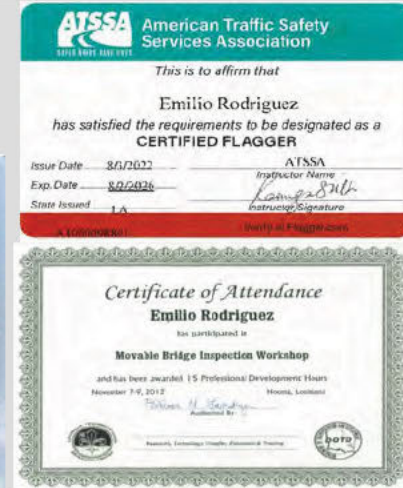 ATSSA
SAFER ROADS SAVE LIVES
American Traffic Safety
Services Association
This is to affirm that
Emilio Rodriguez
has satisfied the requirements to be designated as a
CERTIFIED FLAGGER
Issue Date 8/3/2022
ATSSA
Instructor Name
Exp. Date 8/2/2026
State Issued LA
Instructor Signature
Certificate of Attendance
Emilio Rodriguez
has participated in
Movable Bridge Inspection Workshop
and has been awarded 15 Professional Development Hours
November 7-9, 2012
Houma, Louisiana
Authorized By
DOTD